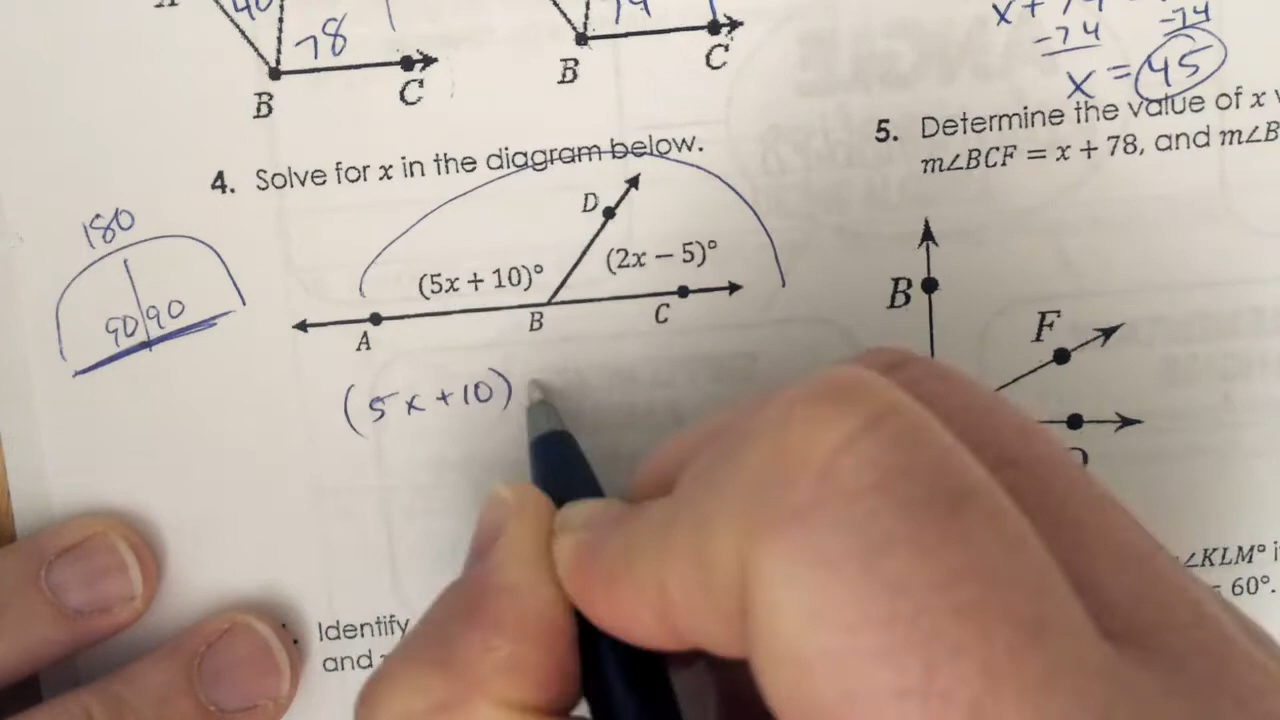 40
78
B
C
74
B
C
-74
-74
x = 45
4. Solve for x in the diagram below.
180
90 90
D
(5x + 10)°
(2x − 5)°
A
B
C
(5x+10)
5. Determine the value of x
m∠BCF = x + 78, and m∠B
B
F
∠KLM°
60°.
Identify
and